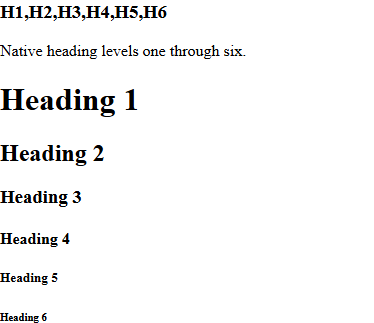 H1,H2,H3,H4,H5,H6
Native heading levels one through six.
Heading 1
Heading 2
Heading 3
Heading 4
Heading 5
Heading 6